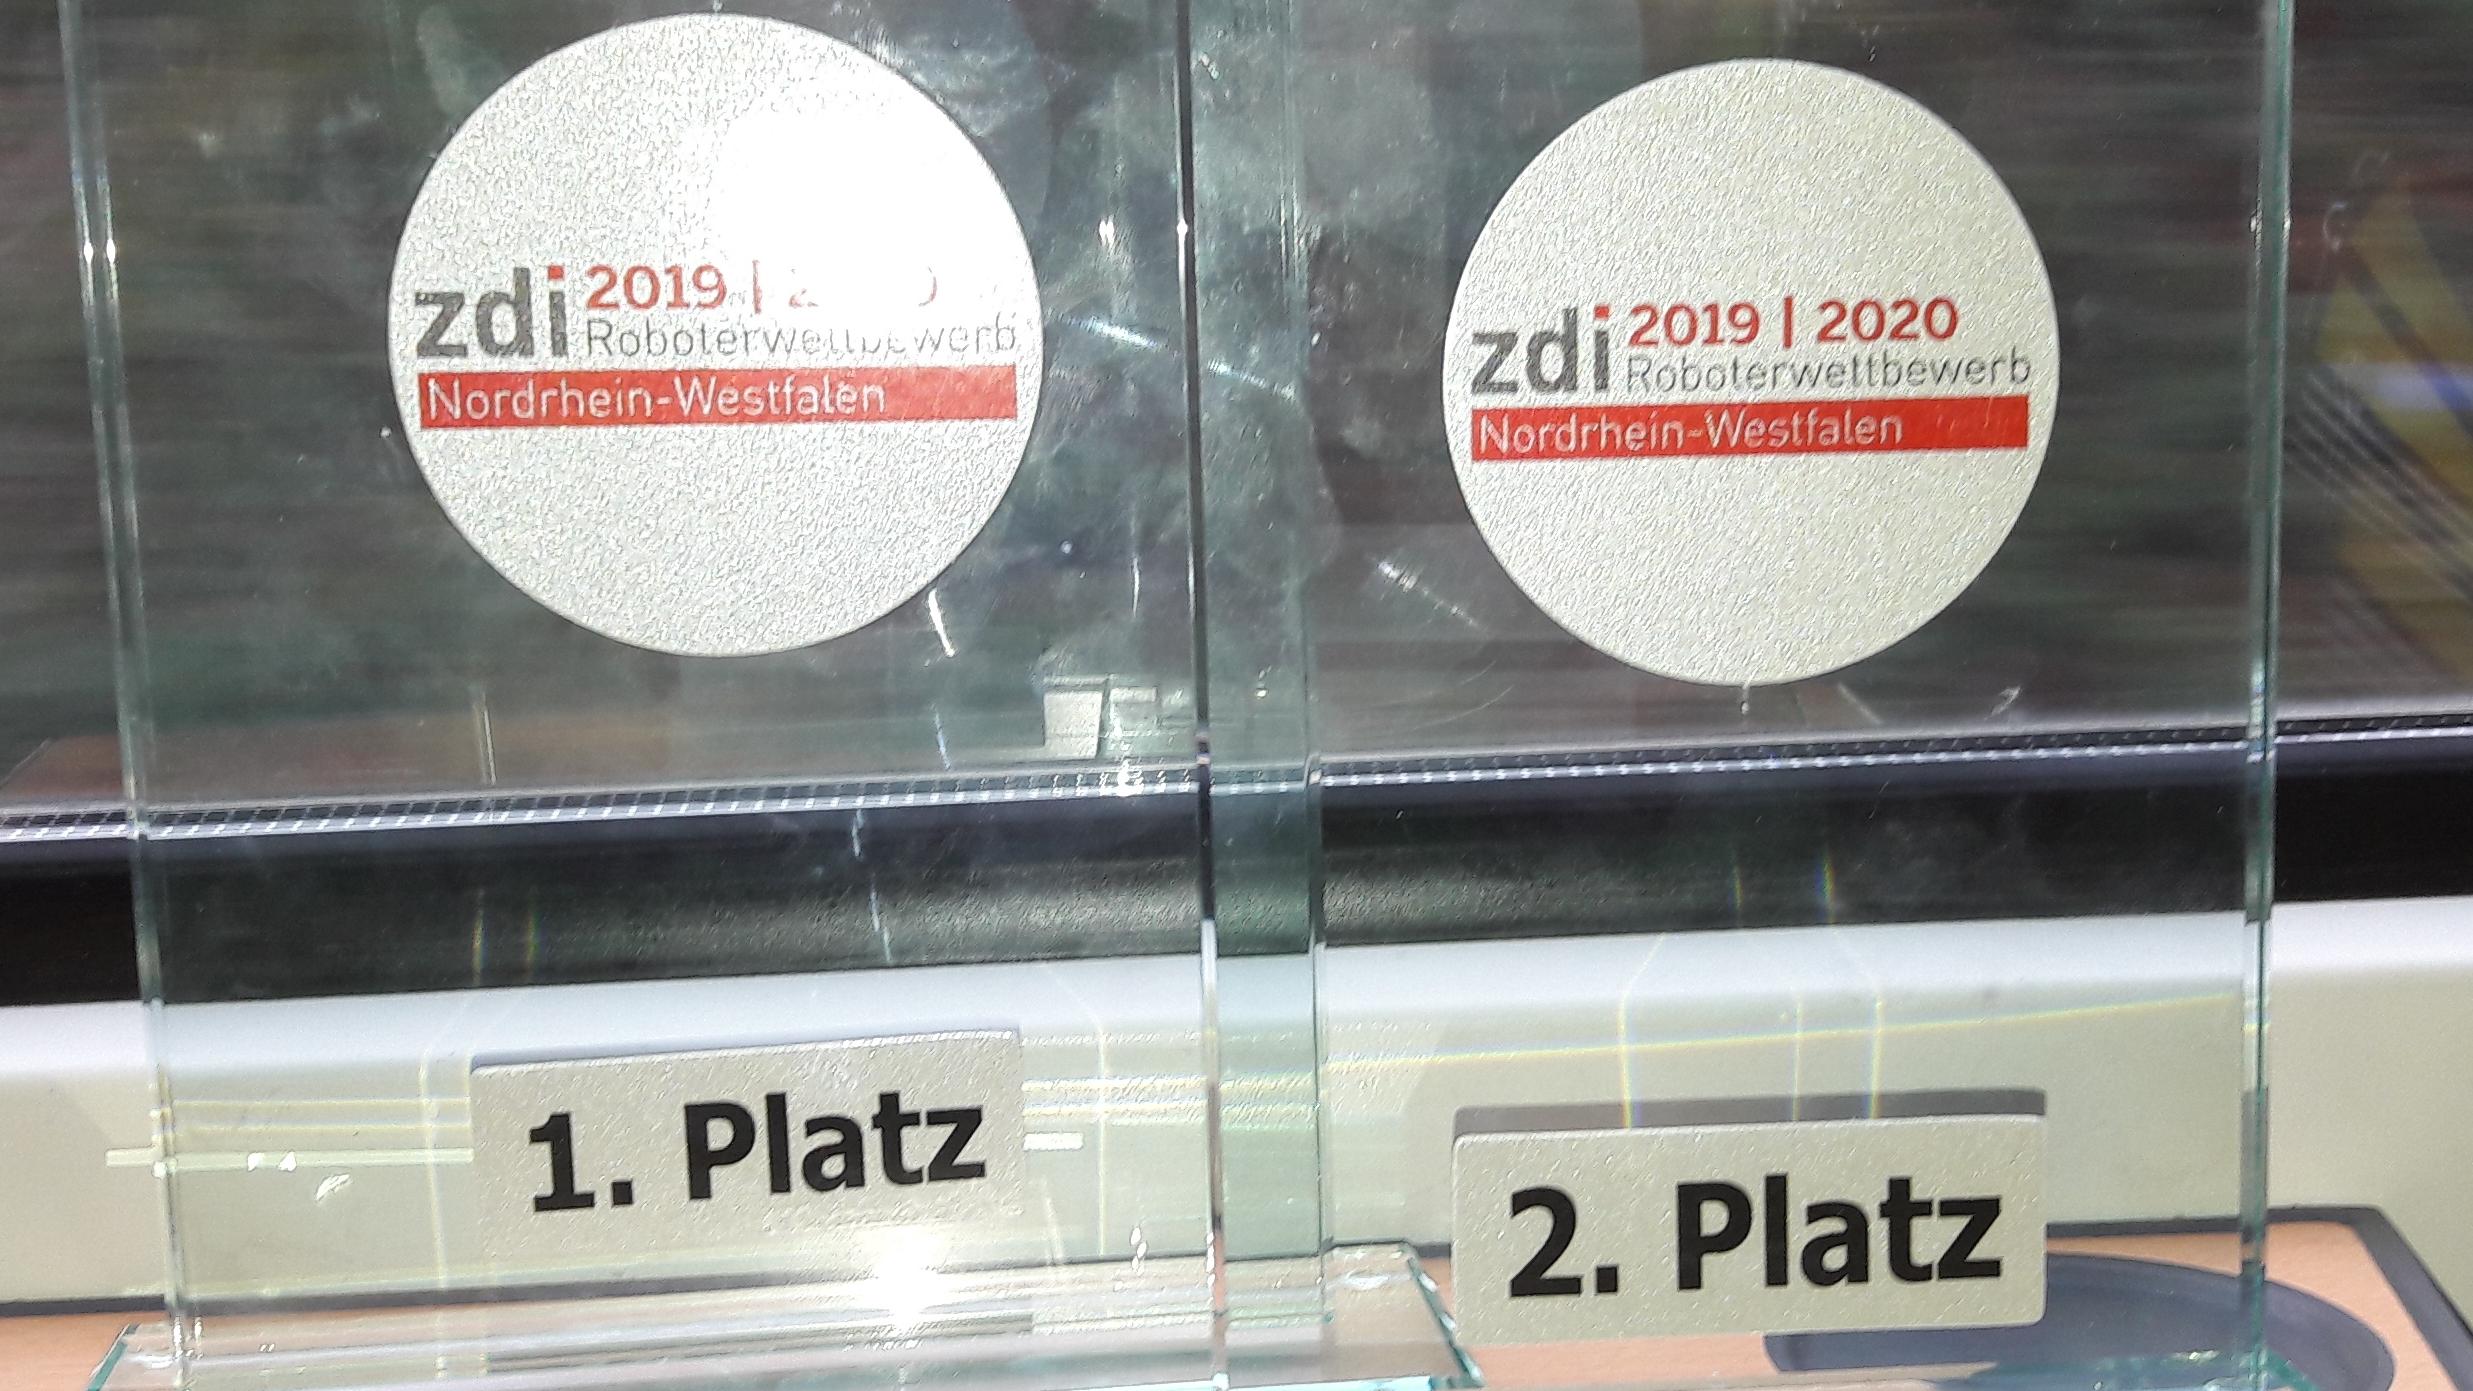 zdi 2019 |
Roboterwettbewerb
Nordrhein-Westfalen
1. Platz
zdi 2019 | 2020
Roboterwettbewerb
Nordrhein-Westfalen
2. Platz